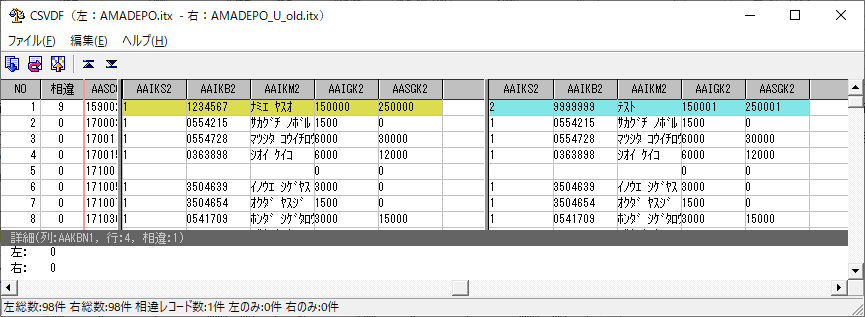 CSVDF（左：AMADEPO.itx － 右：AMADEPO_U_old.itx）
ファイル(F) 編集(E) ヘルプ(H)
NO 相違 AASC AAIKS2 AAIKB2 AAIKM2 AAIGK2 AASGK2 AAIKS2 AAIKB2 AAIKM2 AAIGK2 AASGK2
1 9 15900 1 1234567 ﾅﾐｴ ﾔｽｵ 150000 250000 2 9999999 ﾃｽﾄ 150001 250001
2 0 17000 1 0554215 ｻｶｸﾞﾁ ﾉﾎﾞﾙ 1500 0 1 0554215 ｻｶｸﾞﾁ ﾉﾎﾞﾙ 1500 0
3 0 17001 1 0554728 ﾏﾂｼﾀ ｺｳｲﾁﾛｳ 6000 30000 1 0554728 ﾏﾂｼﾀ ｺｳｲﾁﾛｳ 6000 30000
4 0 17001 1 0363898 ｼｵｲ ｹｲｺ 6000 12000 1 0363898 ｼｵｲ ｹｲｺ 6000 12000
5 0 17100 0 0 0 0
6 0 17100 1 3504639 ｲﾉｳｴ ｼｹﾞﾔｽ 3000 0 1 3504639 ｲﾉｳｴ ｼｹﾞﾔｽ 3000 0
7 0 17100 1 3504654 ｵｸﾀﾞ ﾔｽｼﾞ 1500 0 1 3504654 ｵｸﾀﾞ ﾔｽｼﾞ 1500 0
8 0 17103 1 0541709 ﾎﾝﾀﾞ ｼｹﾞﾀﾛｳ 3000 15000 1 0541709 ﾎﾝﾀﾞ ｼｹﾞﾀﾛｳ 3000 15000
詳細(列:AAKBN1, 行:4, 相違:1)
左: 0
右: 0
左総数:98件 右総数:98件 相違レコード数:1件 左のみ:0件 右のみ:0件